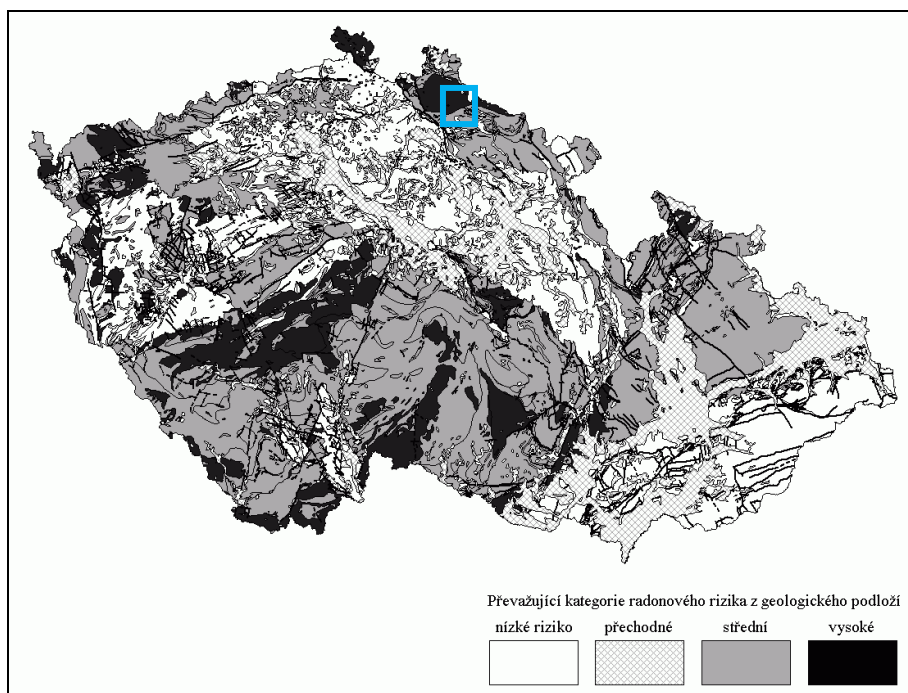 Převažující kategorie radonového rizika z geologického podloží
nízké riziko přechodné střední vysoké